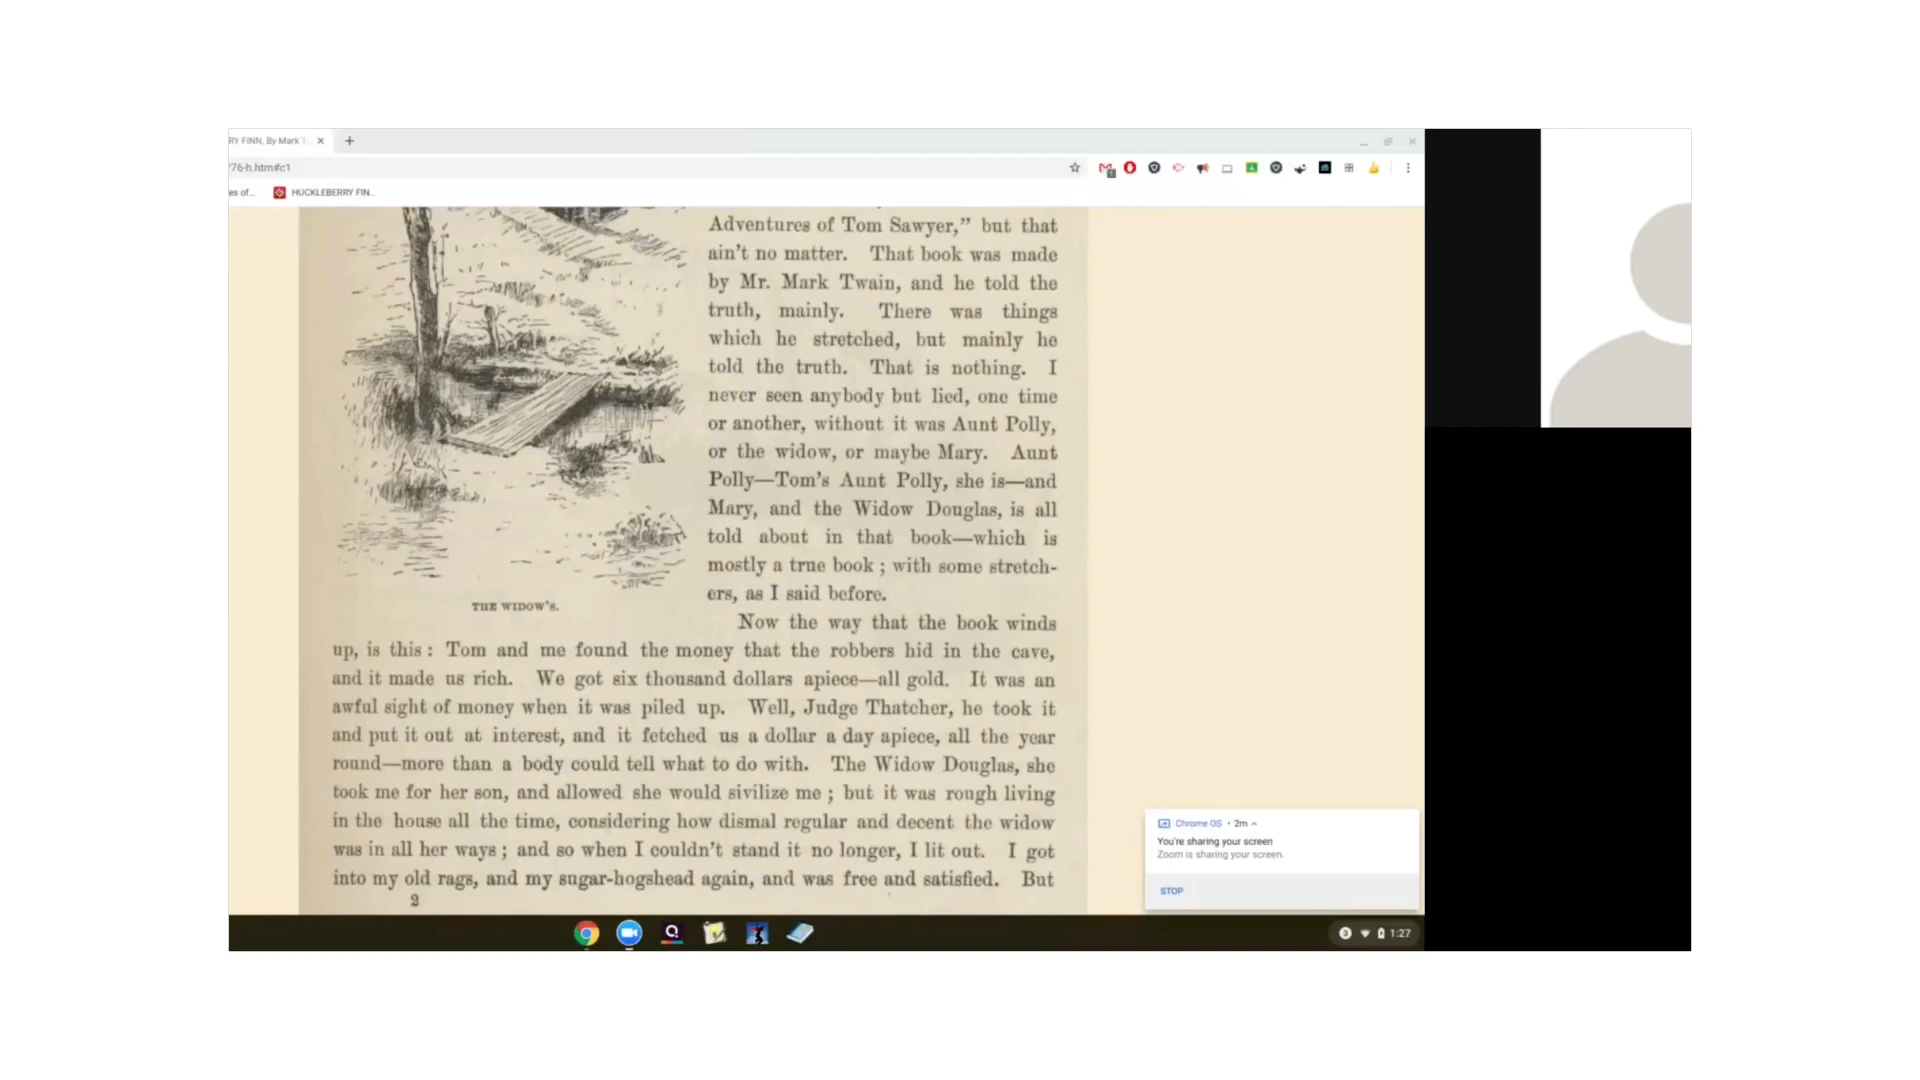 RY FINN, By Mark T
76-h.htm#c1
es of...
HUCKLEBERRY FIN...
Adventures of Tom Sawyer,” but that
ain’t no matter. That book was made
by Mr. Mark Twain, and he told the
truth, mainly. There was things
which he stretched, but mainly he
told the truth. That is nothing. I
never seen anybody but lied, one time
or another, without it was Aunt Polly,
or the widow, or maybe Mary. Aunt
Polly—Tom’s Aunt Polly, she is—and
Mary, and the Widow Douglas, is all
told about in that book—which is
mostly a true book ; with some stretch-
ers, as I said before.
THE WIDOW’S.
Now the way that the book winds
up, is this : Tom and me found the money that the robbers hid in the cave,
and it made us rich. We got six thousand dollars apiece—all gold. It was an
awful sight of money when it was piled up. Well, Judge Thatcher, he took it
and put it out at interest, and it fetched us a dollar a day apiece, all the year
round—more than a body could tell what to do with. The Widow Douglas, she
took me for her son, and allowed she would sivilize me ; but it was rough living
in the house all the time, considering how dismal regular and decent the widow
was in all her ways ; and so when I couldn’t stand it no longer, I lit out. I got
into my old rags, and my sugar-hogshead again, and was free and satisfied. But
2
Chrome OS • 2m
You're sharing your screen
Zoom is sharing your screen.
STOP
3 1:27